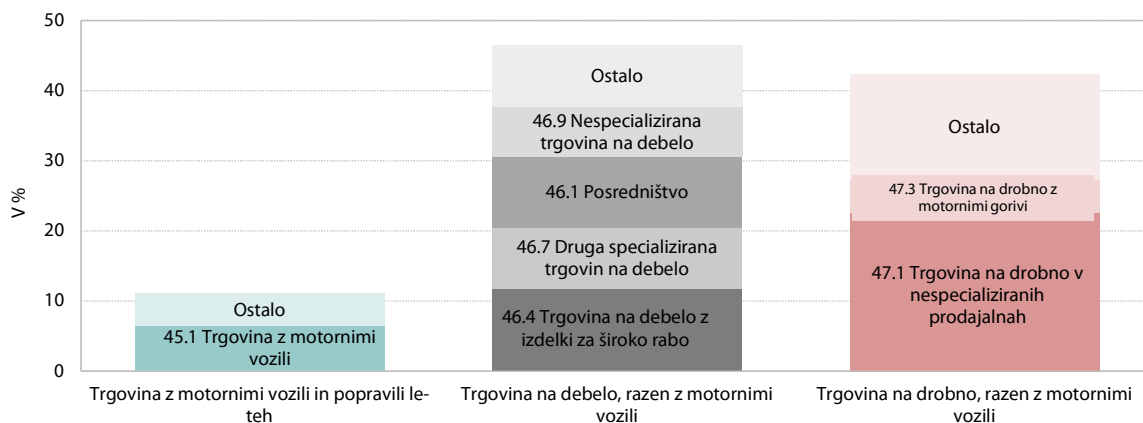 50
40
30
20
10
0
V %
Ostalo
45.1 Trgovina z motornimi
vozili
Ostalo
46.9 Nespecializirana
trgovina na debelo
46.1 Posredništvo
46.7 Druga specializirana
trgovin na debelo
46.4 Trgovina na debelo z
izdelki za široko rabo
Ostalo
47.3 Trgovina na drobno z
motornimi gorivi
47.1 Trgovina na drobno v
nespecializiranih
prodajalnah
Trgovina z motornimi vozili in popravili le-
teh
Trgovina na debelo, razen z motornimi
vozili
Trgovina na drobno, razen z motornimi
vozili